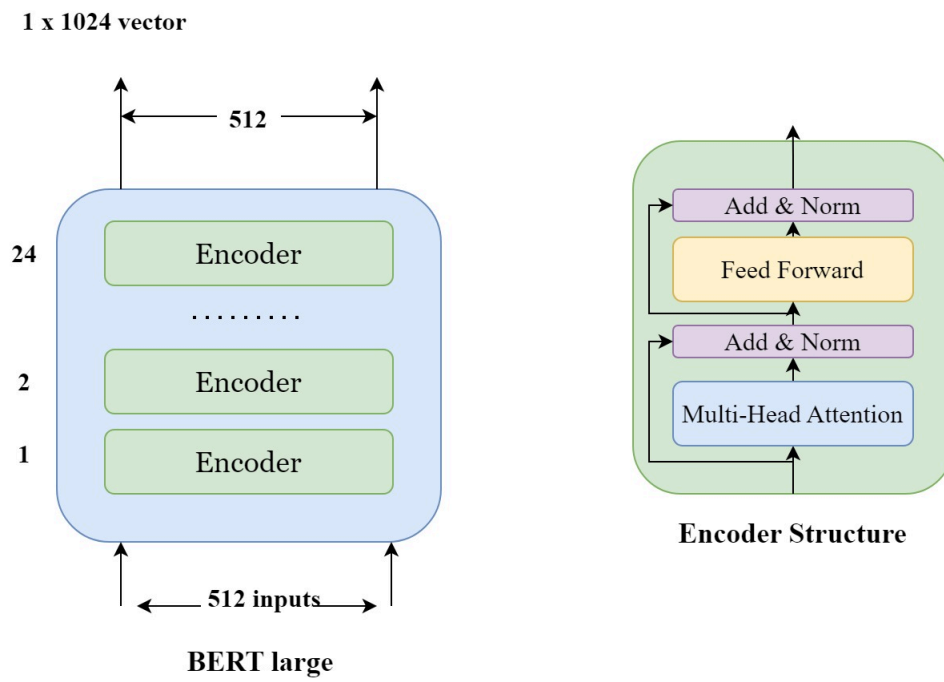 1 x 1024 vector
512
24
Encoder
.........
2
Encoder
1
Encoder
512 inputs
BERT large
Add & Norm
Feed Forward
Add & Norm
Multi-Head Attention
Encoder Structure